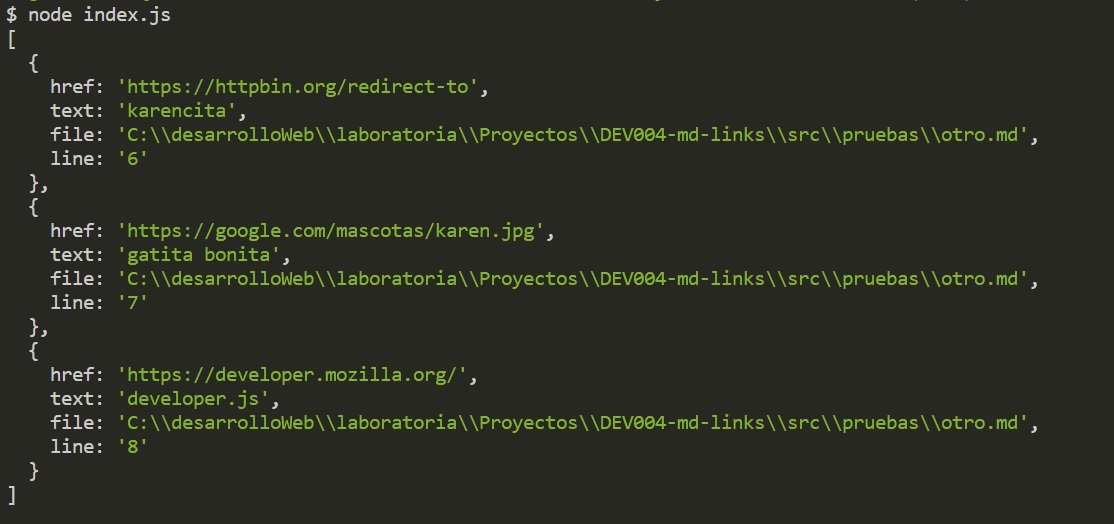 $ node index.js
[
  {
    href: 'https://httpbin.org/redirect-to',
    text: 'karencita',
    file: 'C:\\desarrolloWeb\\laboratoria\\Proyectos\\DEV004-md-links\\src\\pruebas\\otro.md',
    line: '6'
  },
  {
    href: 'https://google.com/mascotas/karen.jpg',
    text: 'gatita bonita',
    file: 'C:\\desarrolloWeb\\laboratoria\\Proyectos\\DEV004-md-links\\src\\pruebas\\otro.md',
    line: '7'
  },
  {
    href: 'https://developer.mozilla.org/',
    text: 'developer.js',
    file: 'C:\\desarrolloWeb\\laboratoria\\Proyectos\\DEV004-md-links\\src\\pruebas\\otro.md',
    line: '8'
  }
]